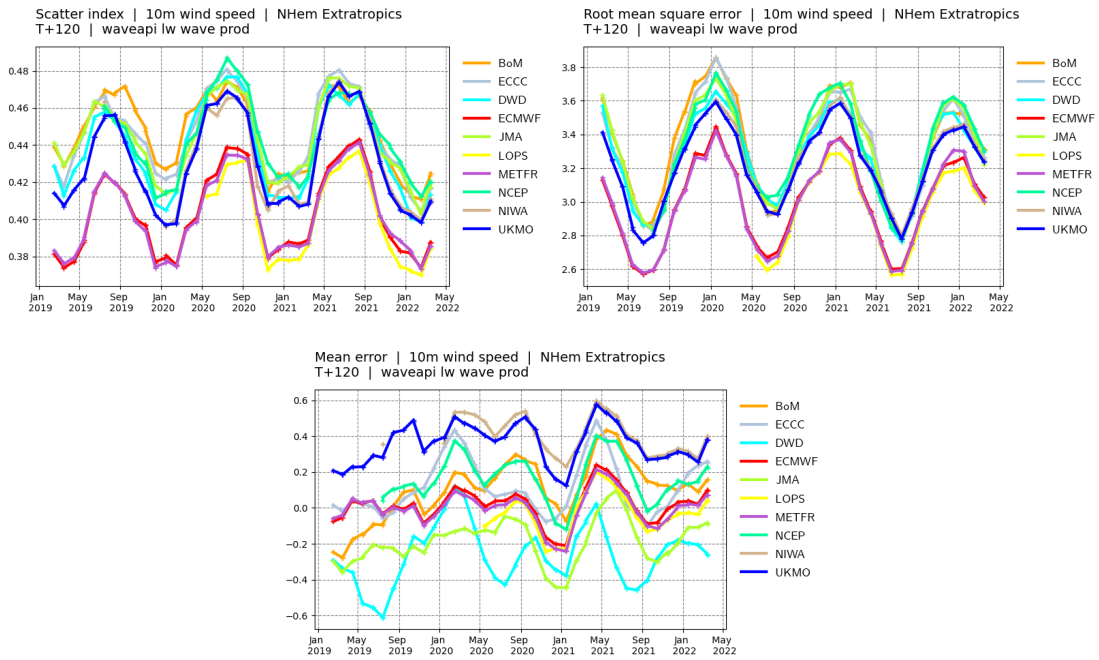 Scatter index | 10m wind speed | NHem Extratropics
T+120 | waveapi lw wave prod
0.48
0.46
0.44
0.42
0.40
0.38
Jan 2019
May 2019
Sep 2019
Jan 2020
May 2020
Sep 2020
Jan 2021
May 2021
Sep 2021
Jan 2022
May 2022
BoM
ECCC
DWD
ECMWF
JMA
LOPS
METFR
NCEP
NIWA
UKMO
Root mean square error | 10m wind speed | NHem Extratropics
T+120 | waveapi lw wave prod
3.8
3.6
3.4
3.2
3.0
2.8
2.6
Jan 2019
May 2019
Sep 2019
Jan 2020
May 2020
Sep 2020
Jan 2021
May 2021
Sep 2021
Jan 2022
May 2022
BoM
ECCC
DWD
ECMWF
JMA
LOPS
METFR
NCEP
NIWA
UKMO
Mean error | 10m wind speed | NHem Extratropics
T+120 | waveapi lw wave prod
0.6
0.4
0.2
0.0
−0.2
−0.4
−0.6
Jan 2019
May 2019
Sep 2019
Jan 2020
May 2020
Sep 2020
Jan 2021
May 2021
Sep 2021
Jan 2022
May 2022
BoM
ECCC
DWD
ECMWF
JMA
LOPS
METFR
NCEP
NIWA
UKMO